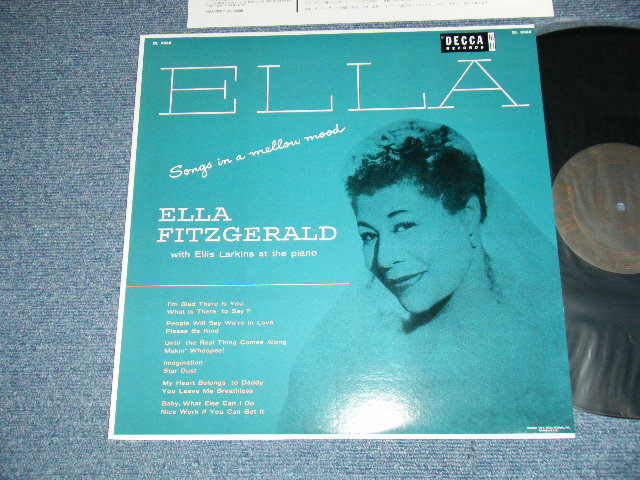 DL 8068
DECCA
RECORDS
DL 8068
ELLA
Songs in a mellow mood
ELLA
FITZGERALD
with Ellis Larkins at the piano
I'm Glad There is You
What is There to Say?
People Will Say We're in Love
Please Be Kind
Until the Real Thing Comes Along
Makin' Whoopee!
Imagination
Star Dust
My Heart Belongs to Daddy
You Leave Me Breathless
Baby, What Else Can I Do
Nice Work If You Can Get It